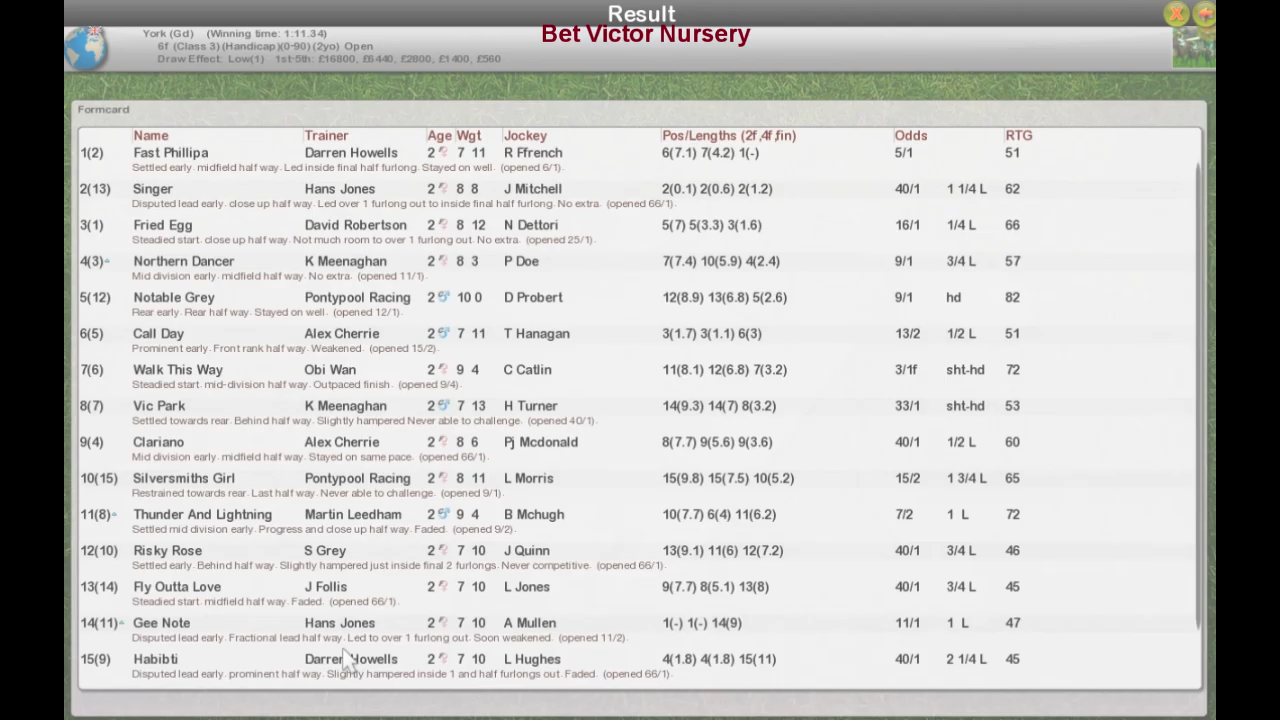 Result
Bet Victor Nursery
York (Gd) (Winning time: 1:11.34)
6f (Class 3) (Handicap)(0-90) (2yo) Open
Draw Effect: Low(1) 1st-5th: £16800, £6440, £2800, £1400, £560
Formcard
Name Trainer Age Wgt Jockey Pos/Lengths (2f,4f,fin) Odds RTG
1(2) Fast Phillipa Darren Howells 2 7 11 R Ffrench 6(7.1) 7(4.2) 1(-) 5/1 51
Settled early. midfield half way. Led inside final half furlong. Stayed on well. (opened 6/1).
2(13) Singer Hans Jones 2 8 8 J Mitchell 2(0.1) 2(0.6) 2(1.2) 40/1 1 1/4 L 62
Disputed lead early. close up half way. Led over 1 furlong out to inside final half furlong. No extra. (opened 66/1).
3(1) Fried Egg David Robertson 2 8 12 N Dettori 5(7) 5(3.3) 3(1.6) 16/1 1/4 L 66
Steadied start. close up half way. Not much room to over 1 furlong out. No extra. (opened 25/1).
4(3) Northern Dancer K Meenaghan 2 8 3 P Doe 7(7.4) 10(5.9) 4(2.4) 9/1 3/4 L 57
Mid division early. midfield half way. No extra. (opened 11/1).
5(12) Notable Grey Pontypool Racing 2 10 0 D Probert 12(8.9) 13(6.8) 5(2.6) 9/1 hd 82
Rear early. Rear half way. Stayed on well. (opened 12/1).
6(5) Call Day Alex Cherrie 2 7 11 T Hanagan 3(1.7) 3(1.1) 6(3) 13/2 1/2 L 51
Prominent early. Front rank half way. Weakened. (opened 15/2).
7(6) Walk This Way Obi Wan 2 9 4 C Catlin 11(8.1) 12(6.8) 7(3.2) 3/1f sht-hd 72
Steadied start. mid-division half way. Outpaced finish. (opened 9/4).
8(7) Vic Park K Meenaghan 2 7 13 H Turner 14(9.3) 14(7) 8(3.2) 33/1 sht-hd 53
Settled towards rear. Behind half way. Slightly hampered Never able to challenge. (opened 40/1).
9(4) Clariano Alex Cherrie 2 8 6 Pj Mcdonald 8(7.7) 9(5.6) 9(3.6) 40/1 1/2 L 60
Mid division early. midfield half way. Stayed on same pace. (opened 66/1).
10(15) Silversmiths Girl Pontypool Racing 2 8 11 L Morris 15(9.8) 15(7.5) 10(5.2) 15/2 1 3/4 L 65
Restrained towards rear. Last half way. Never able to challenge. (opened 9/1).
11(8) Thunder And Lightning Martin Leedham 2 9 4 B Mchugh 10(7.7) 6(4) 11(6.2) 7/2 1 L 72
Settled mid division early. Progress and close up half way. Faded. (opened 9/2).
12(10) Risky Rose S Grey 2 7 10 J Quinn 13(9.1) 11(6) 12(7.2) 40/1 3/4 L 46
Settled early. Behind half way. Slightly hampered just inside final 2 furlongs. Never competitive. (opened 66/1).
13(14) Fly Outta Love J Follis 2 7 10 L Jones 9(7.7) 8(5.1) 13(8) 40/1 3/4 L 45
Steadied start. midfield half way. Faded. (opened 66/1).
14(11) Gee Note Hans Jones 2 7 10 A Mullen 1(-) 1(-) 14(9) 11/1 1 L 47
Disputed lead early. Fractional lead half way. Led to over 1 furlong out. Soon weakened. (opened 11/2).
15(9) Habibti Darren Howells 2 7 10 L Hughes 4(1.8) 4(1.8) 15(11) 40/1 2 1/4 L 45
Disputed lead early. prominent half way. Slightly hampered inside 1 and half furlongs out. Faded. (opened 66/1).